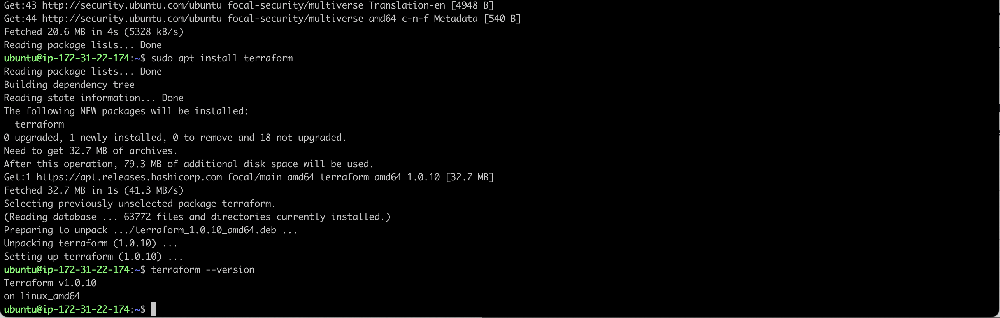 Get:43 http://security.ubuntu.com/ubuntu focal-security/multiverse Translation-en [4948 B]
Get:44 http://security.ubuntu.com/ubuntu focal-security/multiverse amd64 c-n-f Metadata [540 B]
Fetched 20.6 MB in 4s (5328 kB/s)
Reading package lists... Done
ubuntu@ip-172-31-22-174:~$ sudo apt install terraform
Reading package lists... Done
Building dependency tree
Reading state information... Done
The following NEW packages will be installed:
  terraform
0 upgraded, 1 newly installed, 0 to remove and 18 not upgraded.
Need to get 32.7 MB of archives.
After this operation, 79.3 MB of additional disk space will be used.
Get:1 https://apt.releases.hashicorp.com focal/main amd64 terraform amd64 1.0.10 [32.7 MB]
Fetched 32.7 MB in 1s (41.3 MB/s)
Selecting previously unselected package terraform.
(Reading database ... 63772 files and directories currently installed.)
Preparing to unpack .../terraform_1.0.10_amd64.deb ...
Unpacking terraform (1.0.10) ...
Setting up terraform (1.0.10) ...
ubuntu@ip-172-31-22-174:~$ terraform --version
Terraform v1.0.10
on linux_amd64
ubuntu@ip-172-31-22-174:~$